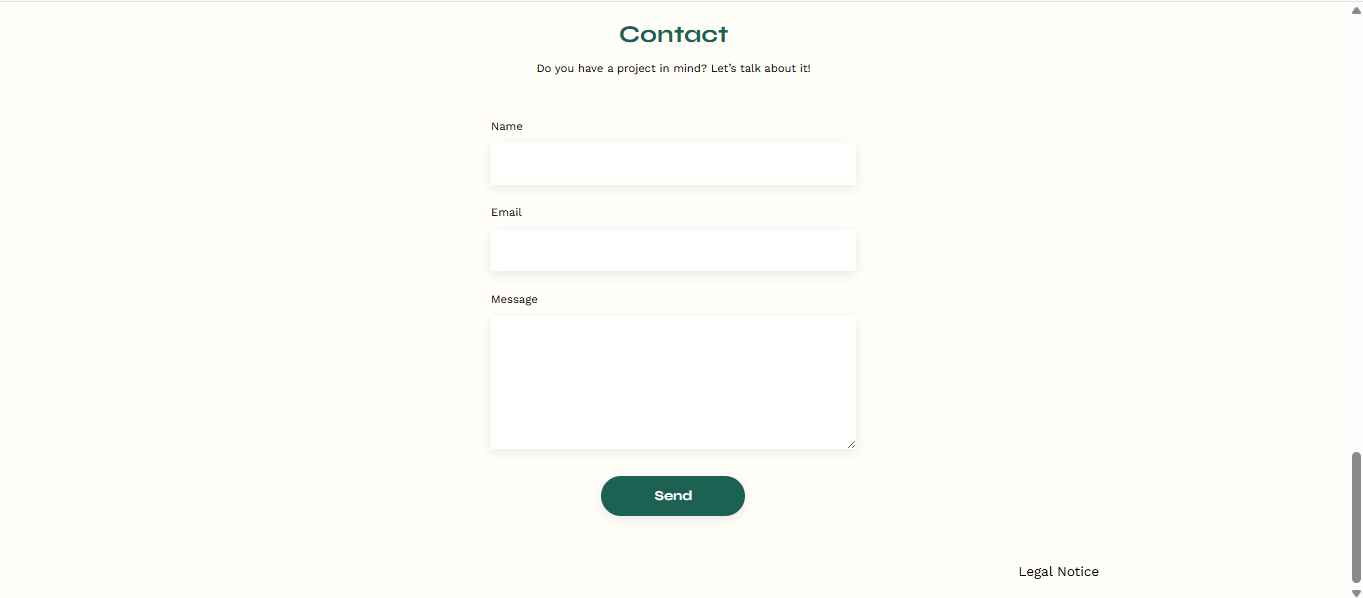 Contact
Do you have a project in mind? Let’s talk about it!
Name
Email
Message
Send
Legal Notice